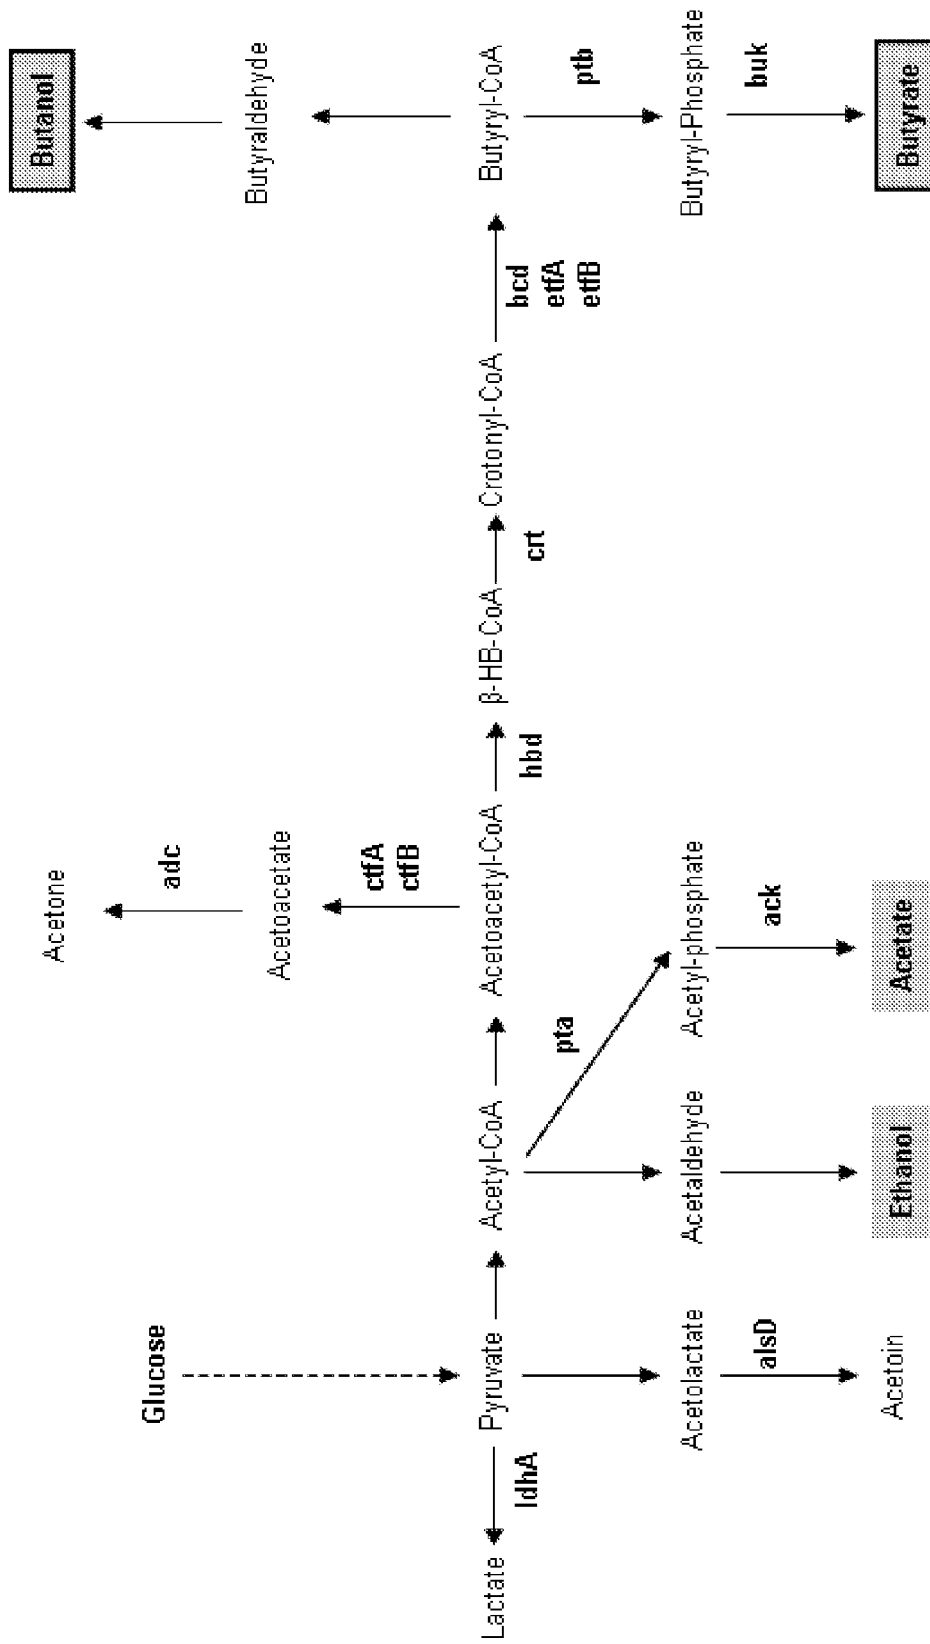 Butanol
Acetone
Butyraldehyde
adc
Glucose
Acetoacetate
ctfA
ctfB
Lactate
Pyruvate
Acetyl-CoA
Acetoacetyl-CoA
β-HB-CoA
Crotonyl-CoA
Butyryl-CoA
ldhA
hbd
crt
bcd
etfA
etfB
ptb
pta
Acetolactate
Acetaldehyde
Acetyl-phosphate
Butyryl-Phosphate
alsD
ack
buk
Acetoin
Ethanol
Acetate
Butyrate